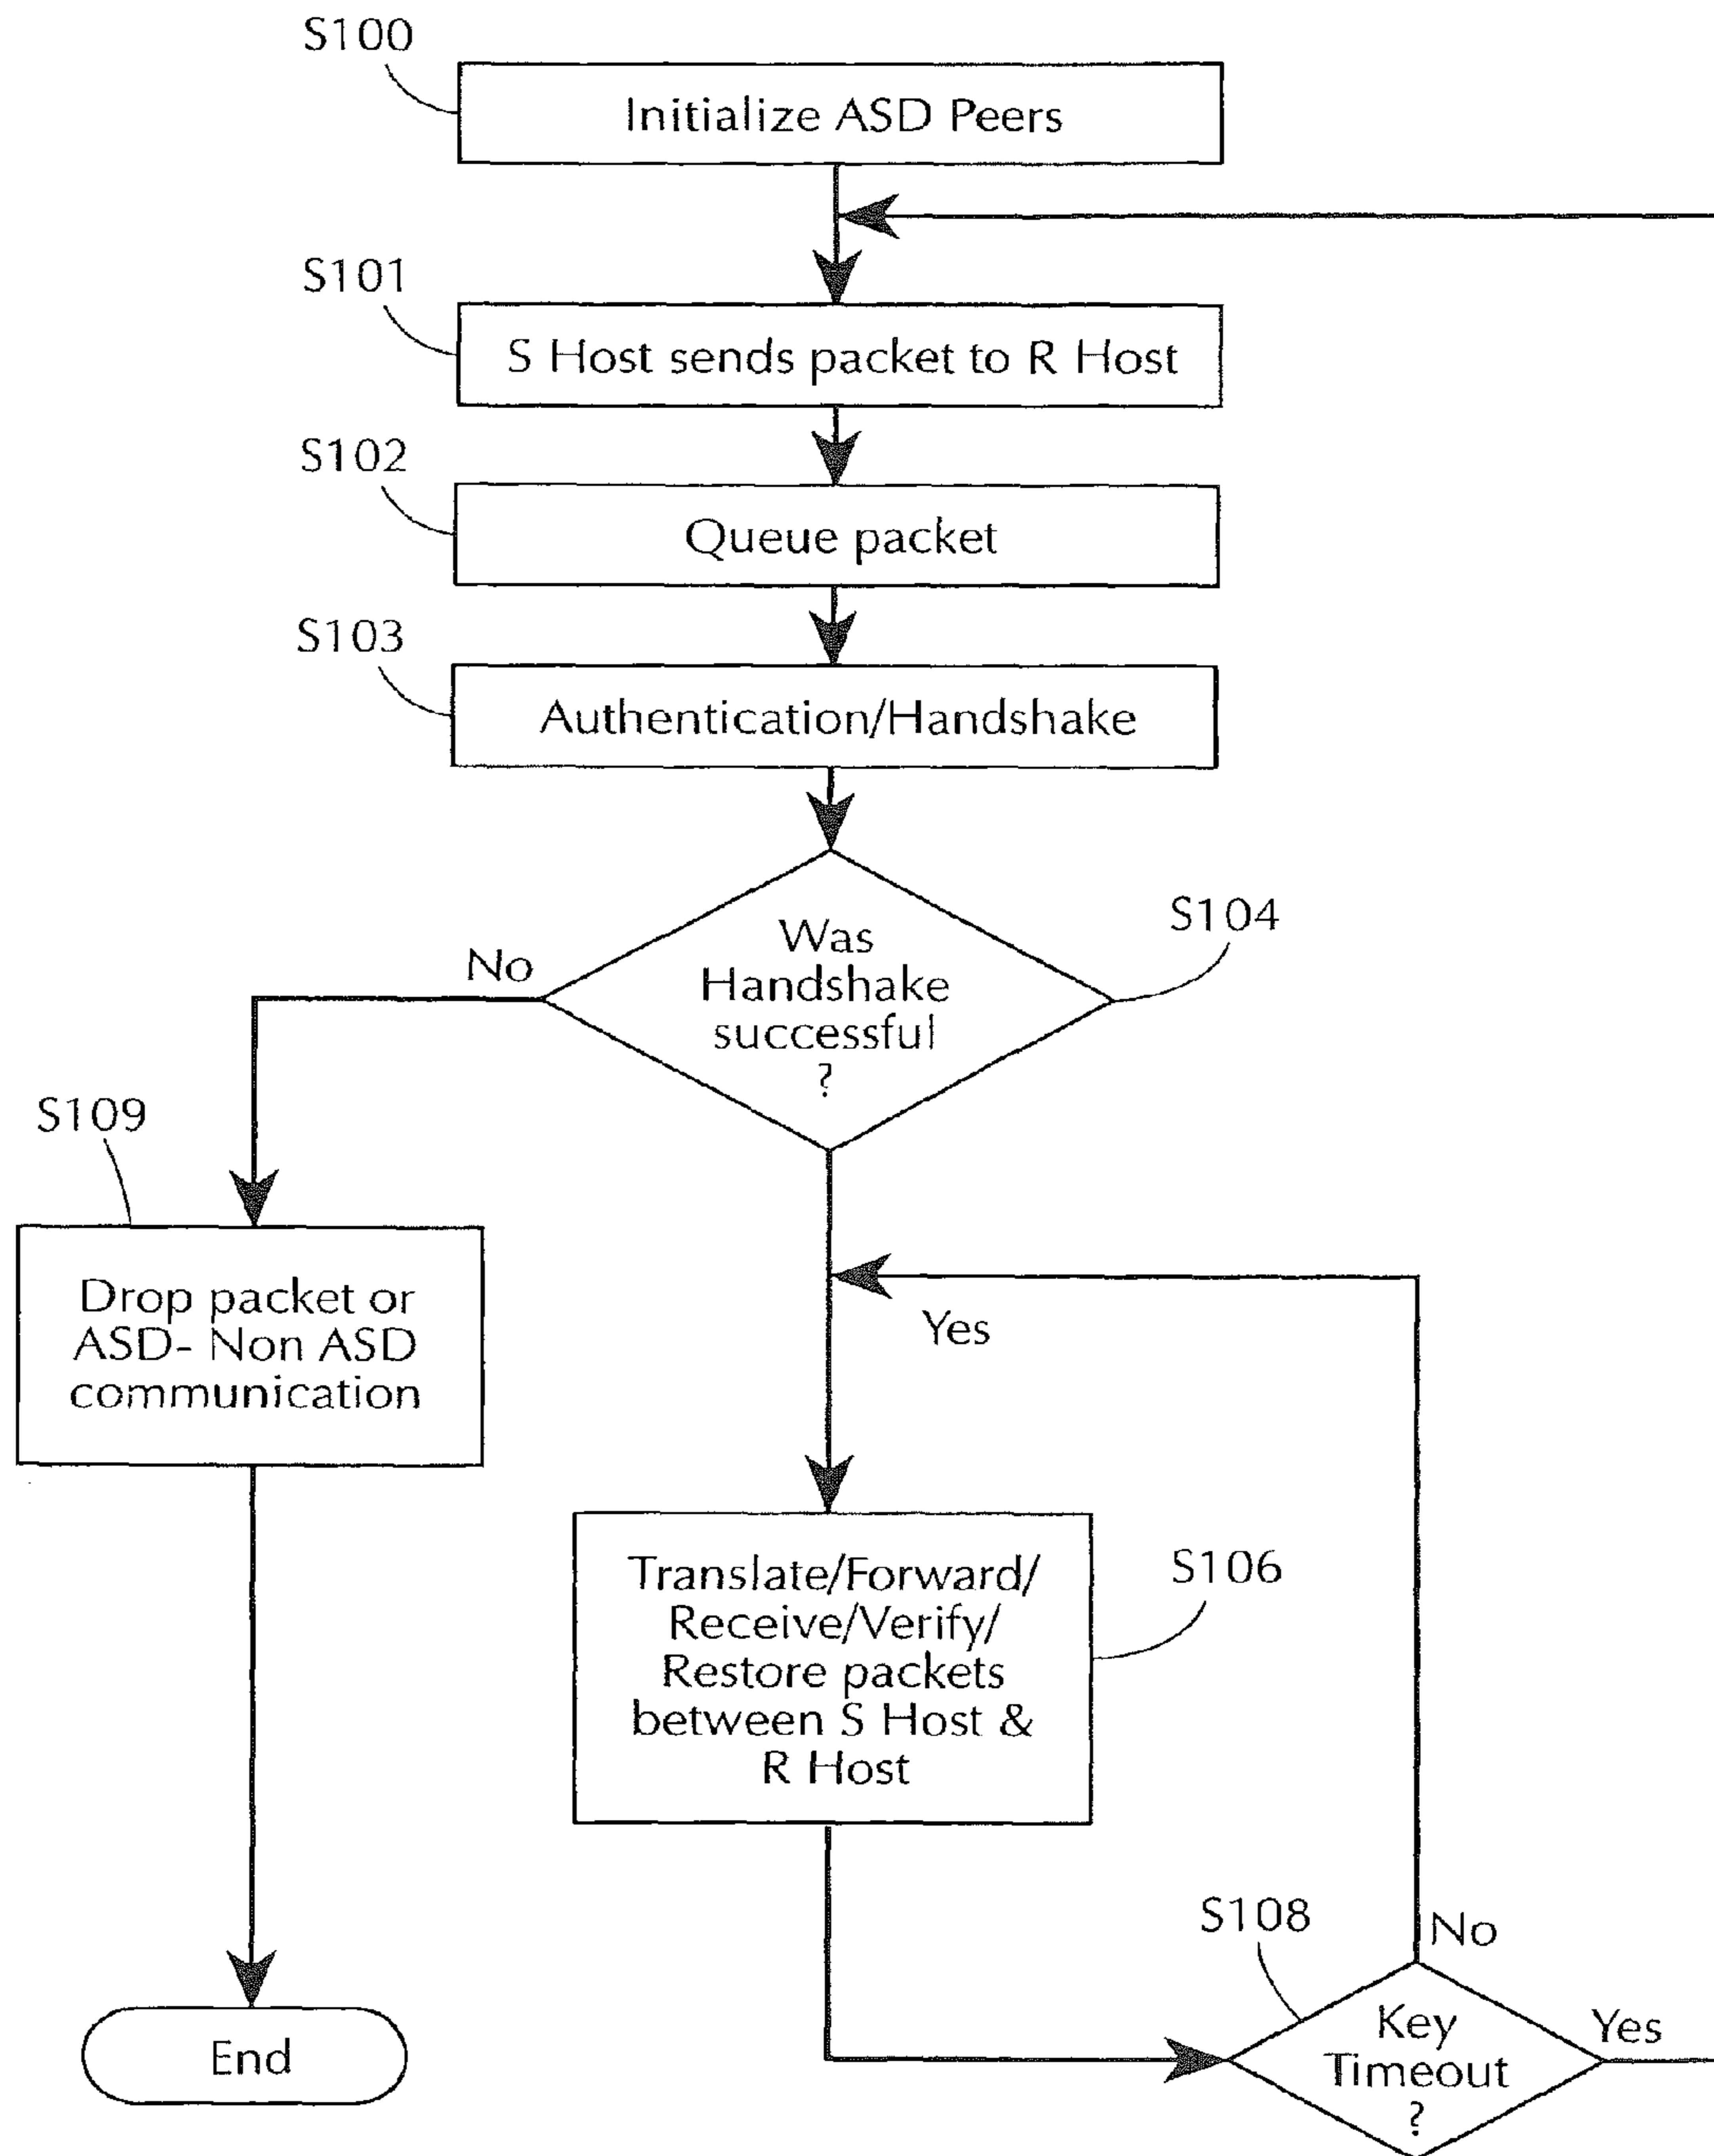 S100
Initialize ASD Peers
S101
S Host sends packet to R Host
S102
Queue packet
S103
Authentication/Handshake
S104
Was
Handshake
successful
?
No
S109
Drop packet or
ASD- Non ASD
communication
Yes
S106
Translate/Forward/
Receive/Verify/
Restore packets
between S Host &
R Host
S108
No
Key
Timeout
?
Yes
End